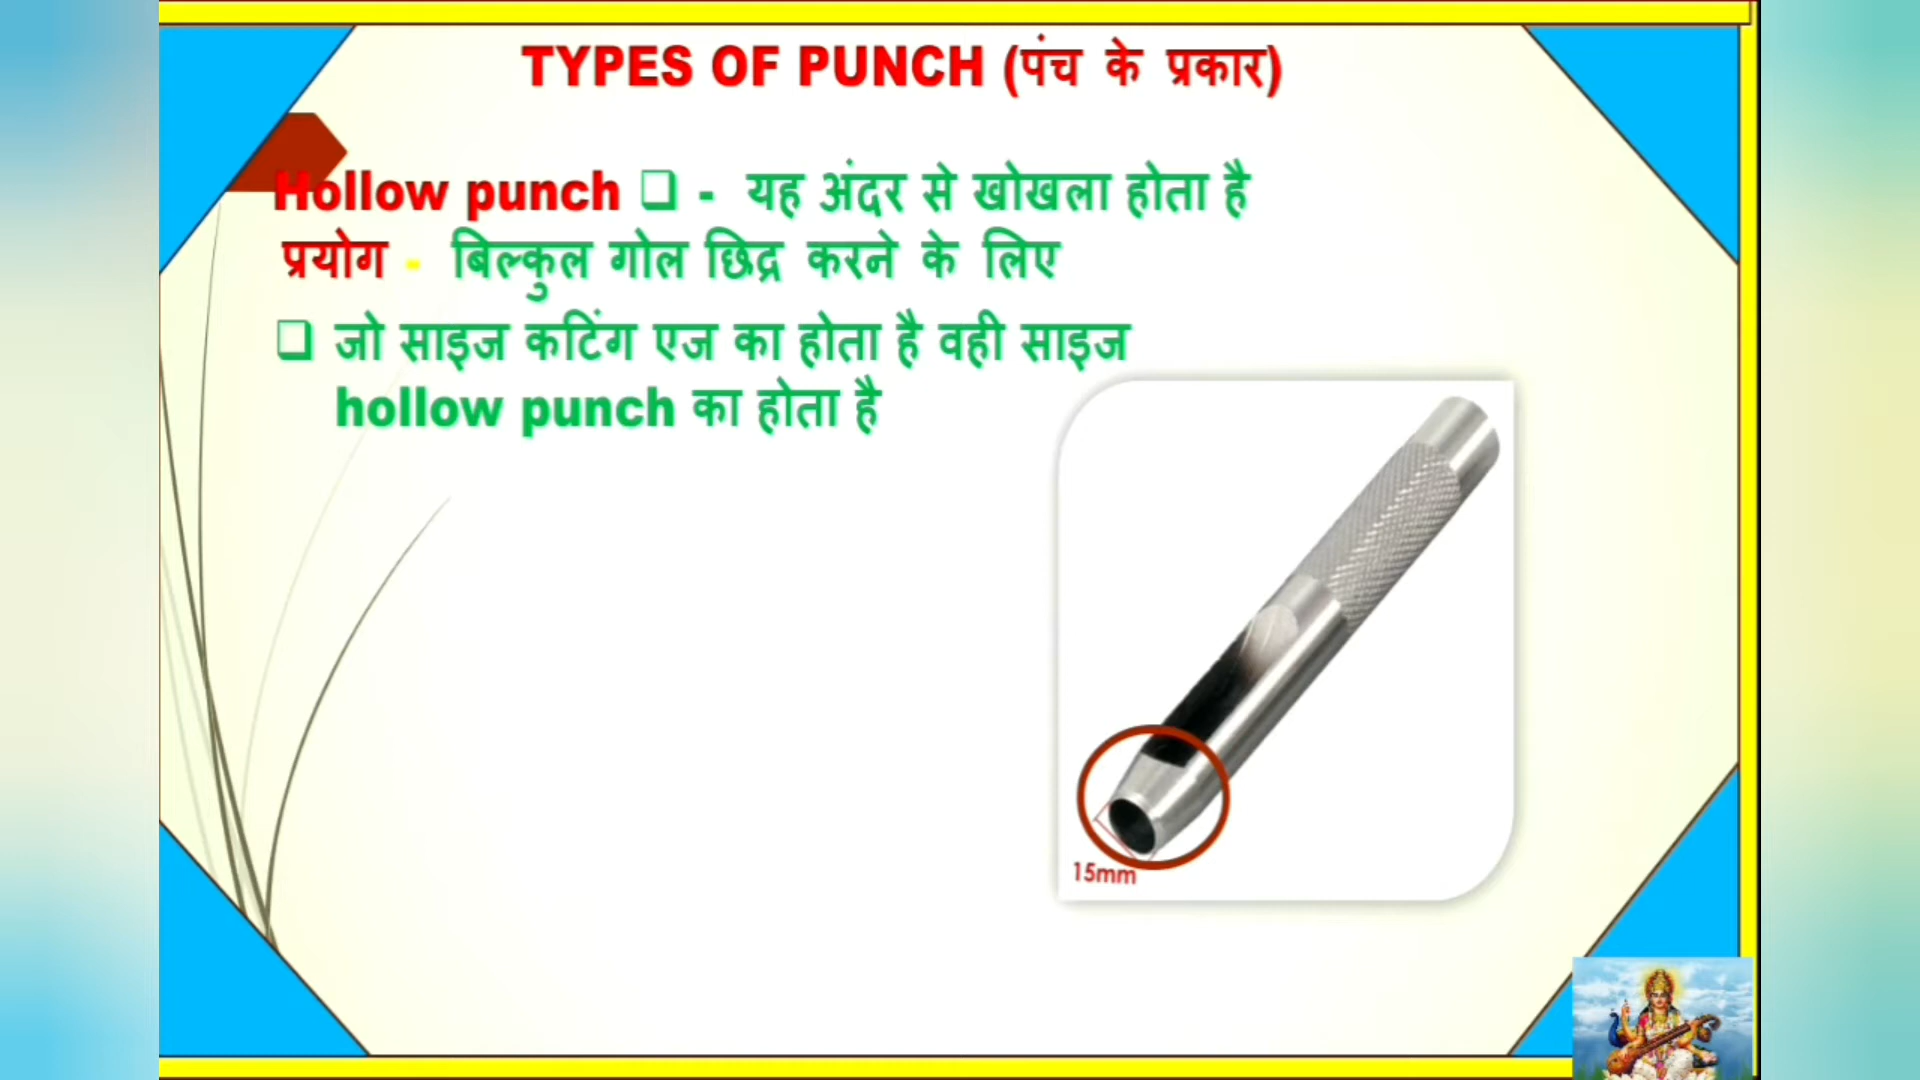 TYPES OF PUNCH (पंच के प्रकार)
Hollow punch ❑ - यह अंदर से खोखला होता है
प्रयोग - बिल्कुल गोल छिद्र करने के लिए
❑ जो साइज कटिंग एज का होता है वही साइज
hollow punch का होता है
15mm